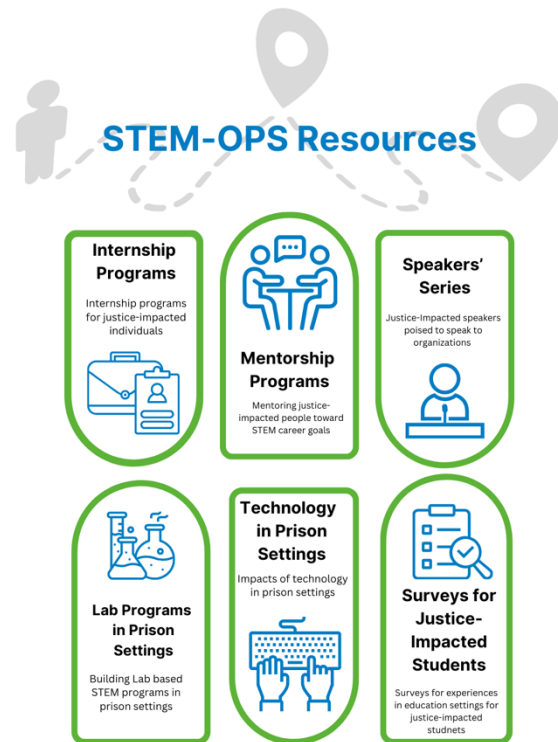 STEM-OPS Resources
Internship
Programs
Internship programs
for justice-impacted
individuals
Mentorship
Programs
Mentoring justice-
impacted people toward
STEM career goals
Speakers'
Series
Justice-Impacted speakers
poised to speak to
organizations
Lab Programs
in Prison
Settings
Building Lab based
STEM programs in
prison settings
Technology
in Prison
Settings
Impacts of technology
in prison settings
Surveys for
Justice-
Impacted
Students
Surveys for experiences
in education settings for
justice-impacted
studnets